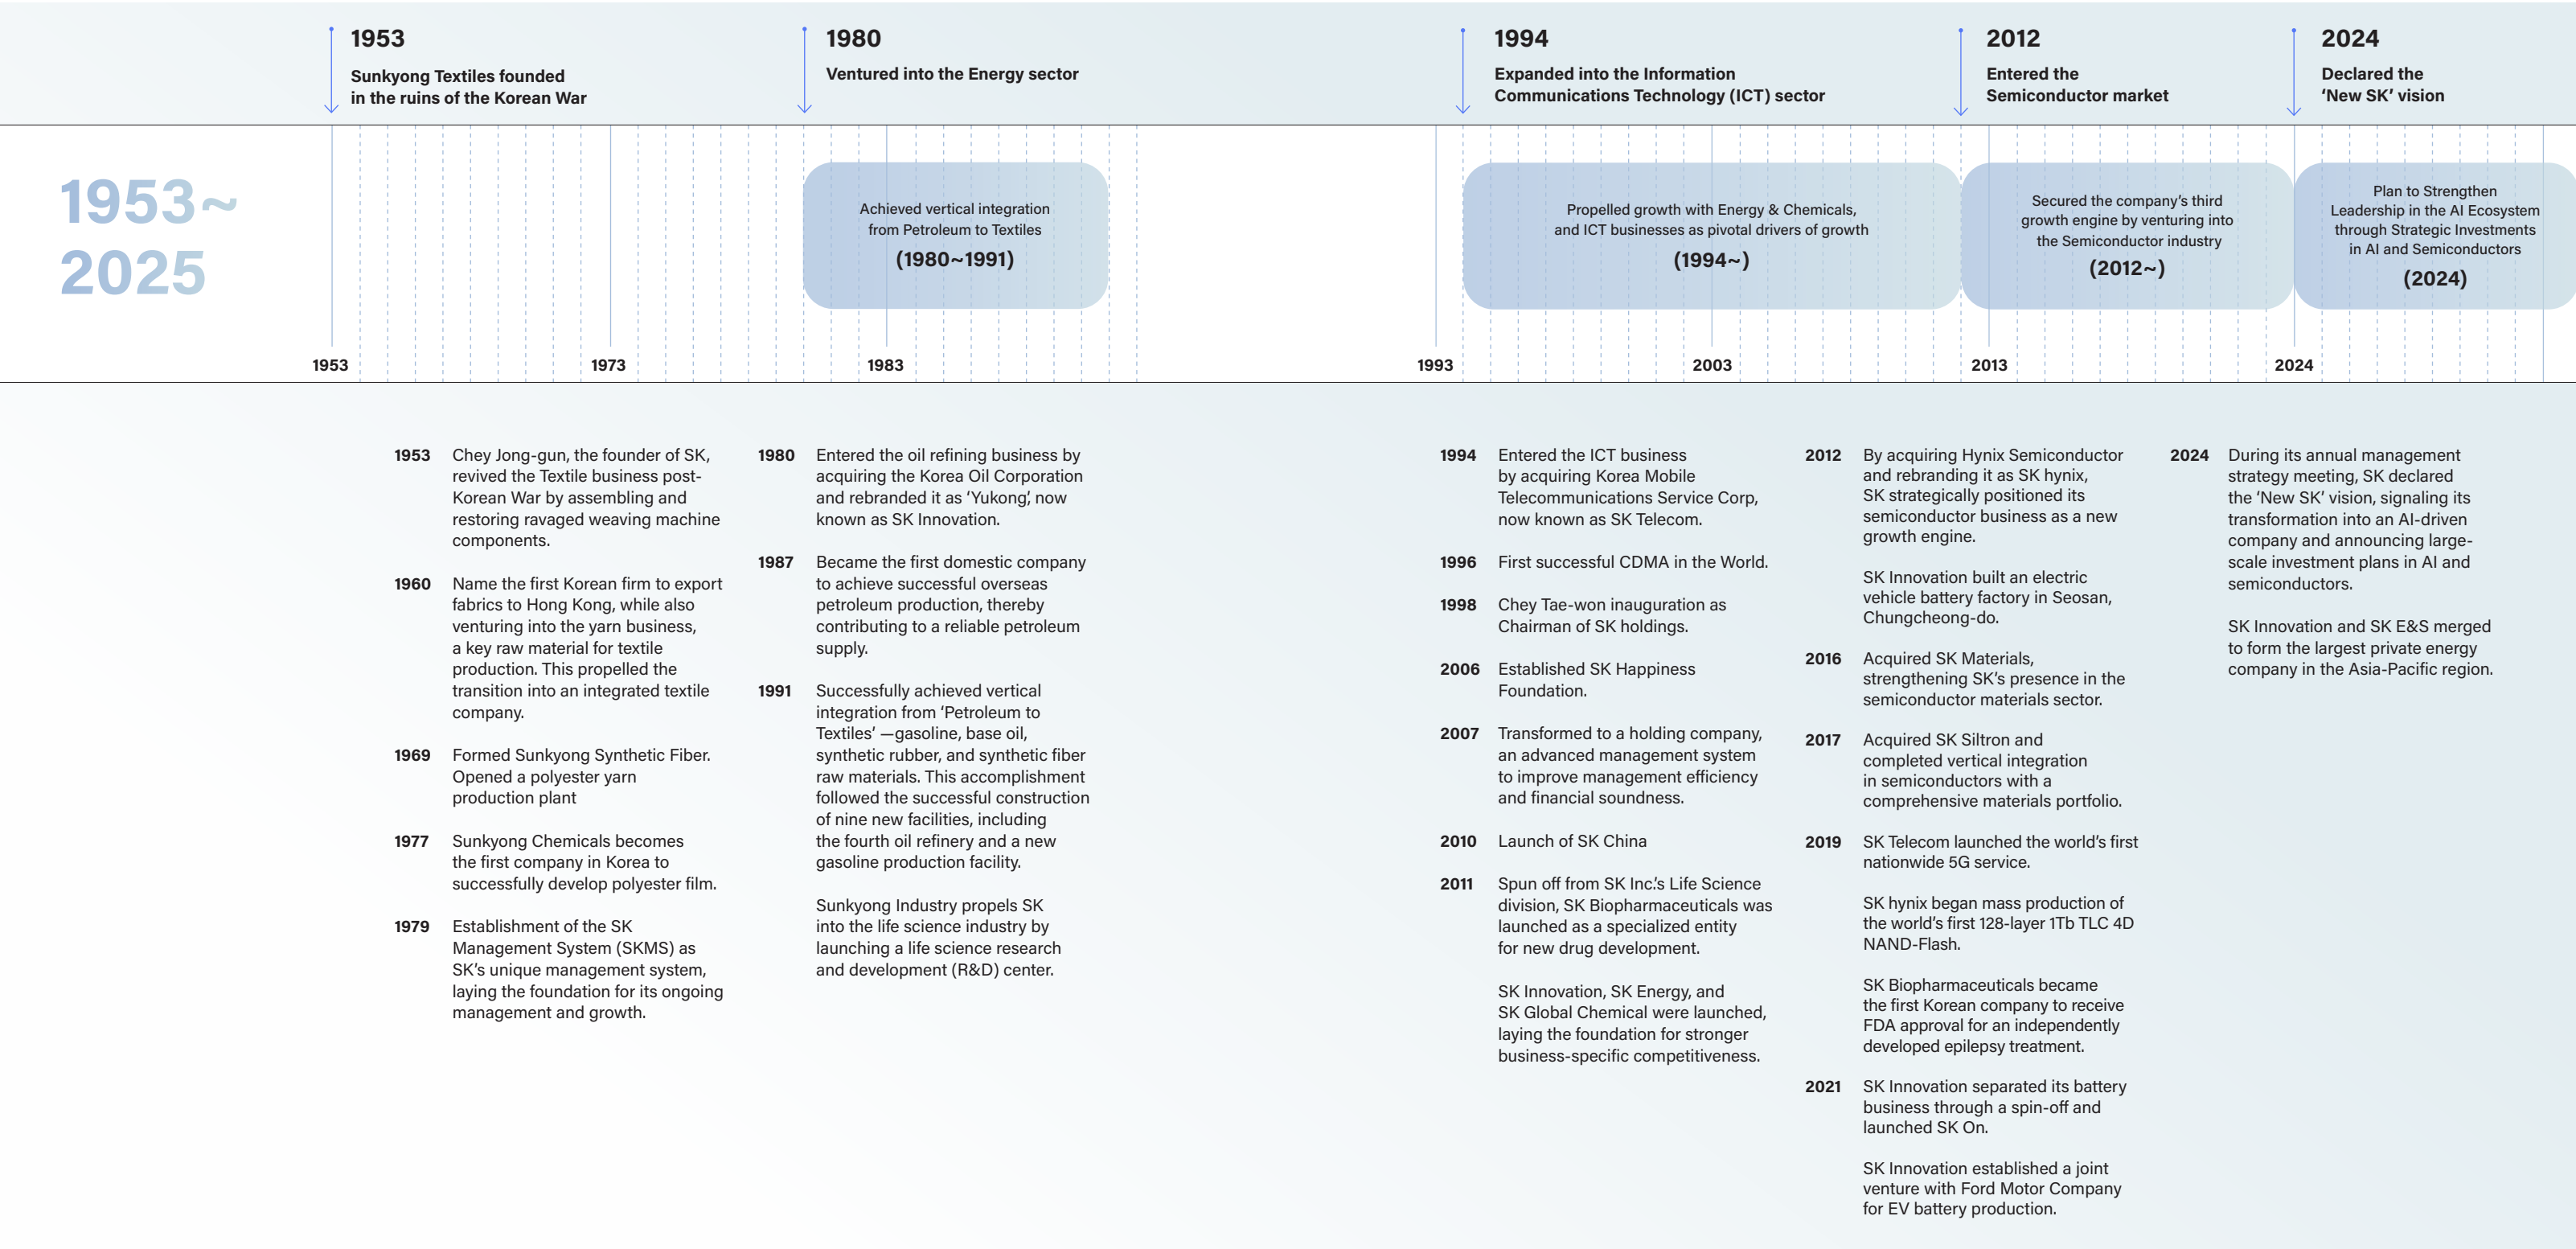 1953
Sunkyong Textiles founded
in the ruins of the Korean War
1980
Ventured into the Energy sector
1994
Expanded into the Information
Communications Technology (ICT) sector
2012
Entered the
Semiconductor market
2024
Declared the
‘New SK’ vision
1953~
2025
Achieved vertical integration
from Petroleum to Textiles
(1980~1991)
Propelled growth with Energy & Chemicals,
and ICT businesses as pivotal drivers of growth
(1994~)
Secured the company’s third
growth engine by venturing into
the Semiconductor industry
(2012~)
Plan to Strengthen
Leadership in the AI Ecosystem
through Strategic Investments
in AI and Semiconductors
(2024)
1953
1973
1983
1993
2003
2013
2024
1953 Chey Jong-gun, the founder of SK,
revived the Textile business post-
Korean War by assembling and
restoring ravaged weaving machine
components.
1960 Name the first Korean firm to export
fabrics to Hong Kong, while also
venturing into the yarn business,
a key raw material for textile
production. This propelled the
transition into an integrated textile
company.
1969 Formed Sunkyong Synthetic Fiber.
Opened a polyester yarn
production plant
1977 Sunkyong Chemicals becomes
the first company in Korea to
successfully develop polyester film.
1979 Establishment of the SK
Management System (SKMS) as
SK’s unique management system,
laying the foundation for its ongoing
management and growth.
1980 Entered the oil refining business by
acquiring the Korea Oil Corporation
and rebranded it as ‘Yukong’, now
known as SK Innovation.
1987 Became the first domestic company
to achieve successful overseas
petroleum production, thereby
contributing to a reliable petroleum
supply.
1991 Successfully achieved vertical
integration from ‘Petroleum to
Textiles’ —gasoline, base oil,
synthetic rubber, and synthetic fiber
raw materials. This accomplishment
followed the successful construction
of nine new facilities, including
the fourth oil refinery and a new
gasoline production facility.
Sunkyong Industry propels SK
into the life science industry by
launching a life science research
and development (R&D) center.
1994 Entered the ICT business
by acquiring Korea Mobile
Telecommunications Service Corp,
now known as SK Telecom.
1996 First successful CDMA in the World.
1998 Chey Tae-won inauguration as
Chairman of SK holdings.
2006 Established SK Happiness
Foundation.
2007 Transformed to a holding company,
an advanced management system
to improve management efficiency
and financial soundness.
2010 Launch of SK China
2011 Spun off from SK Inc.’s Life Science
division, SK Biopharmaceuticals was
launched as a specialized entity
for new drug development.
SK Innovation, SK Energy, and
SK Global Chemical were launched,
laying the foundation for stronger
business-specific competitiveness.
2012 By acquiring Hynix Semiconductor
and rebranding it as SK hynix,
SK strategically positioned its
semiconductor business as a new
growth engine.
SK Innovation built an electric
vehicle battery factory in Seosan,
Chungcheong-do.
2016 Acquired SK Materials,
strengthening SK’s presence in the
semiconductor materials sector.
2017 Acquired SK Siltron and
completed vertical integration
in semiconductors with a
comprehensive materials portfolio.
2019 SK Telecom launched the world’s first
nationwide 5G service.
SK hynix began mass production of
the world’s first 128-layer 1Tb TLC 4D
NAND-Flash.
SK Biopharmaceuticals became
the first Korean company to receive
FDA approval for an independently
developed epilepsy treatment.
2021 SK Innovation separated its battery
business through a spin-off and
launched SK On.
SK Innovation established a joint
venture with Ford Motor Company
for EV battery production.
2024 During its annual management
strategy meeting, SK declared
the ‘New SK’ vision, signaling its
transformation into an AI-driven
company and announcing large-
scale investment plans in AI and
semiconductors.
SK Innovation and SK E&S merged
to form the largest private energy
company in the Asia-Pacific region.